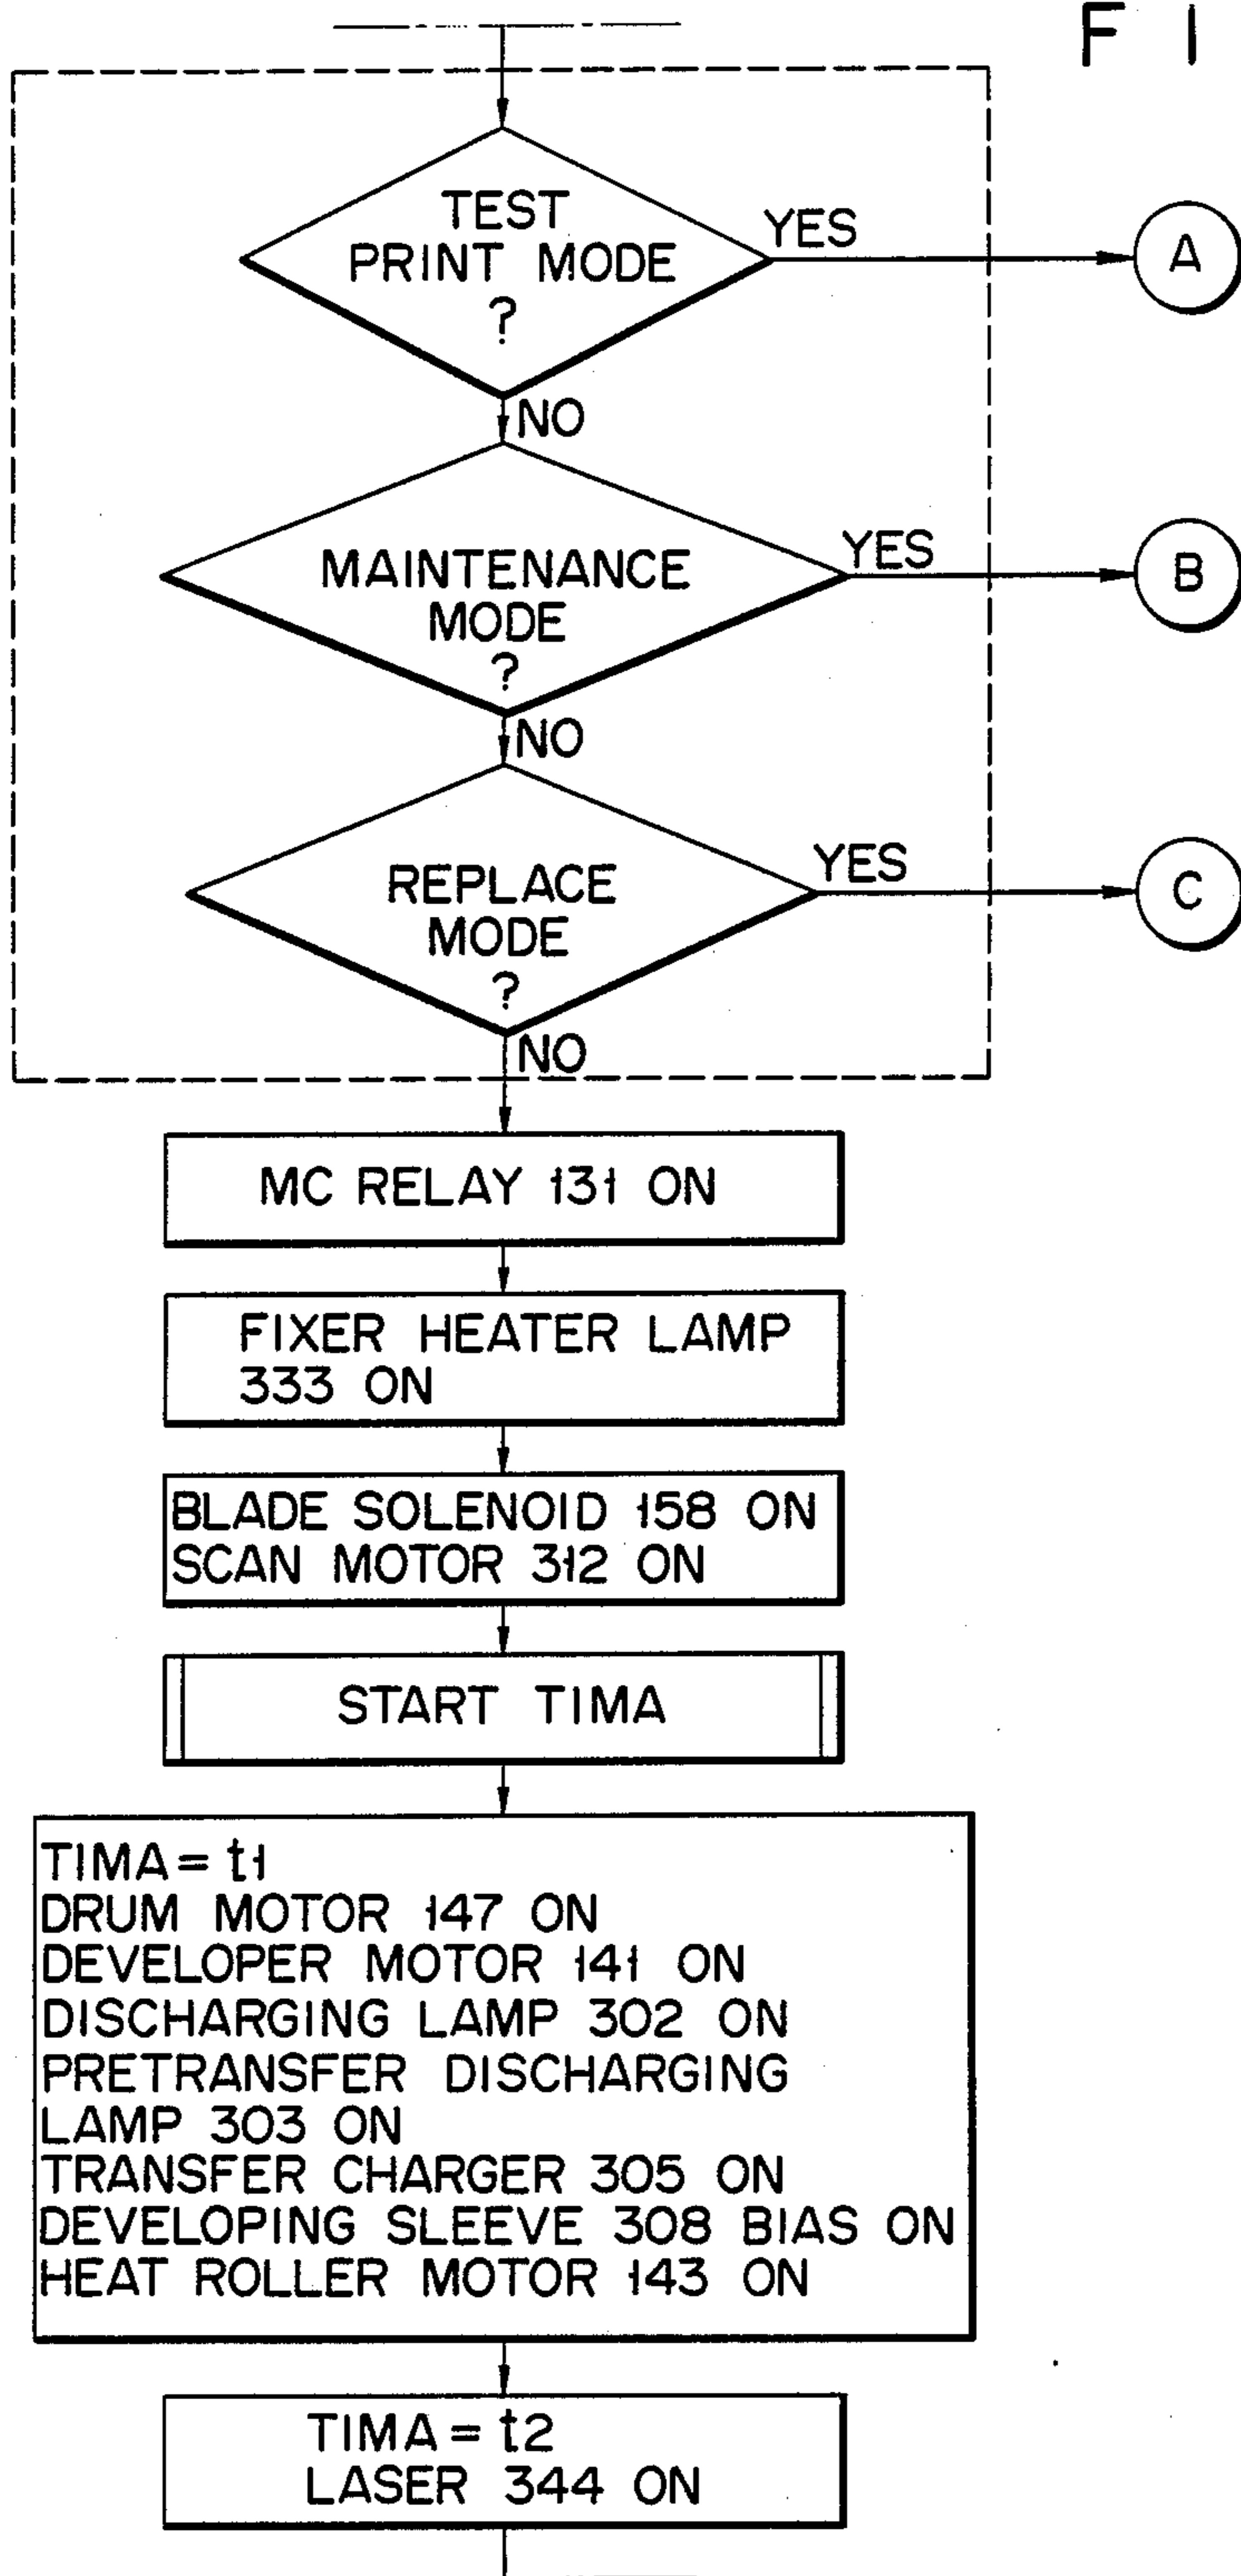 F I
TEST
PRINT MODE
?
YES
A
NO
MAINTENANCE
MODE
?
YES
B
NO
REPLACE
MODE
?
YES
C
NO
MC RELAY 131 ON
FIXER HEATER LAMP
333 ON
BLADE SOLENOID 158 ON
SCAN MOTOR 312 ON
START TIMA
TIMA = t1
DRUM MOTOR 147 ON
DEVELOPER MOTOR 141 ON
DISCHARGING LAMP 302 ON
PRETRANSFER DISCHARGING
LAMP 303 ON
TRANSFER CHARGER 305 ON
DEVELOPING SLEEVE 308 BIAS ON
HEAT ROLLER MOTOR 143 ON
TIMA = t2
LASER 344 ON